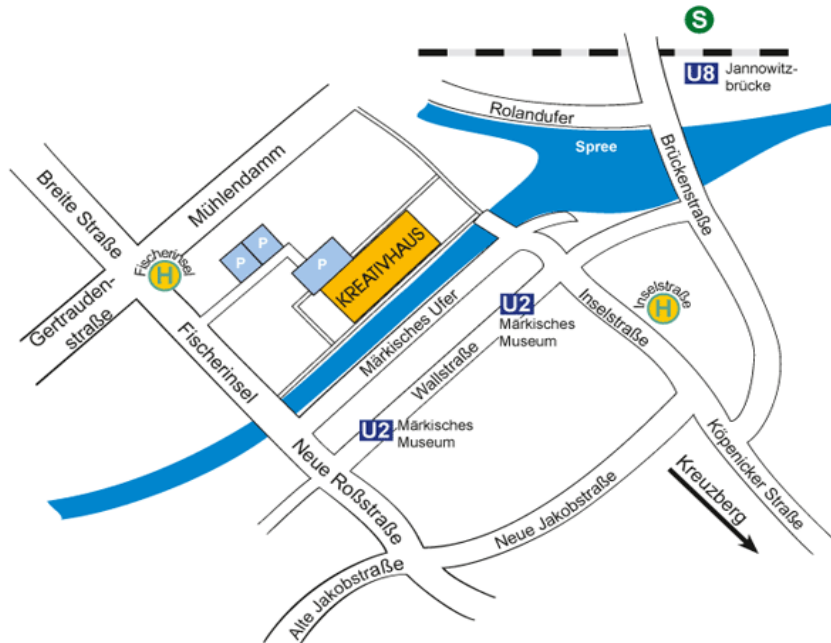 S
U8 Jannowitz-
brücke
Rolandufer
Spree
Brückenstraße
Mühlendamm
Breite Straße
Fischerinsel
H
Gertrauden-
straße
P
P
P
KREATIVHAUS
Fischerinsel
Märkisches Ufer
U2
Märkisches
Museum
Wallstraße
Inselstraße
Inselstraße
H
U2 Märkisches
Museum
Neue Roßstraße
Neue Jakobstraße
Alte Jakobstraße
Köpenicker Straße
Kreuzberg